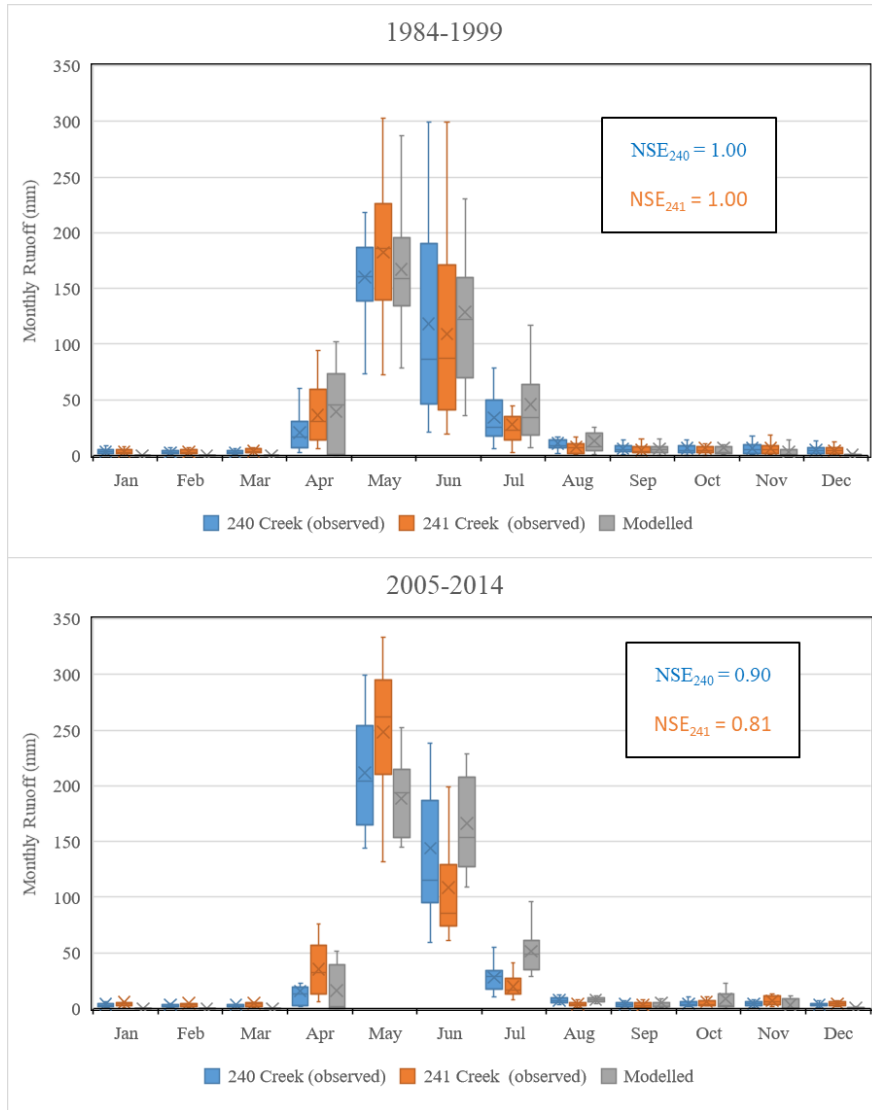 1984-1999
350
300
250
200
150
100
50
0
Monthly Runoff (mm)
NSE240 = 1.00
NSE241 = 1.00
Jan Feb Mar Apr May Jun Jul Aug Sep Oct Nov Dec
240 Creek (observed) 241 Creek (observed) Modelled
2005-2014
350
300
250
200
150
100
50
0
Monthly Runoff (mm)
NSE240 = 0.90
NSE241 = 0.81
Jan Feb Mar Apr May Jun Jul Aug Sep Oct Nov Dec
240 Creek (observed) 241 Creek (observed) Modelled